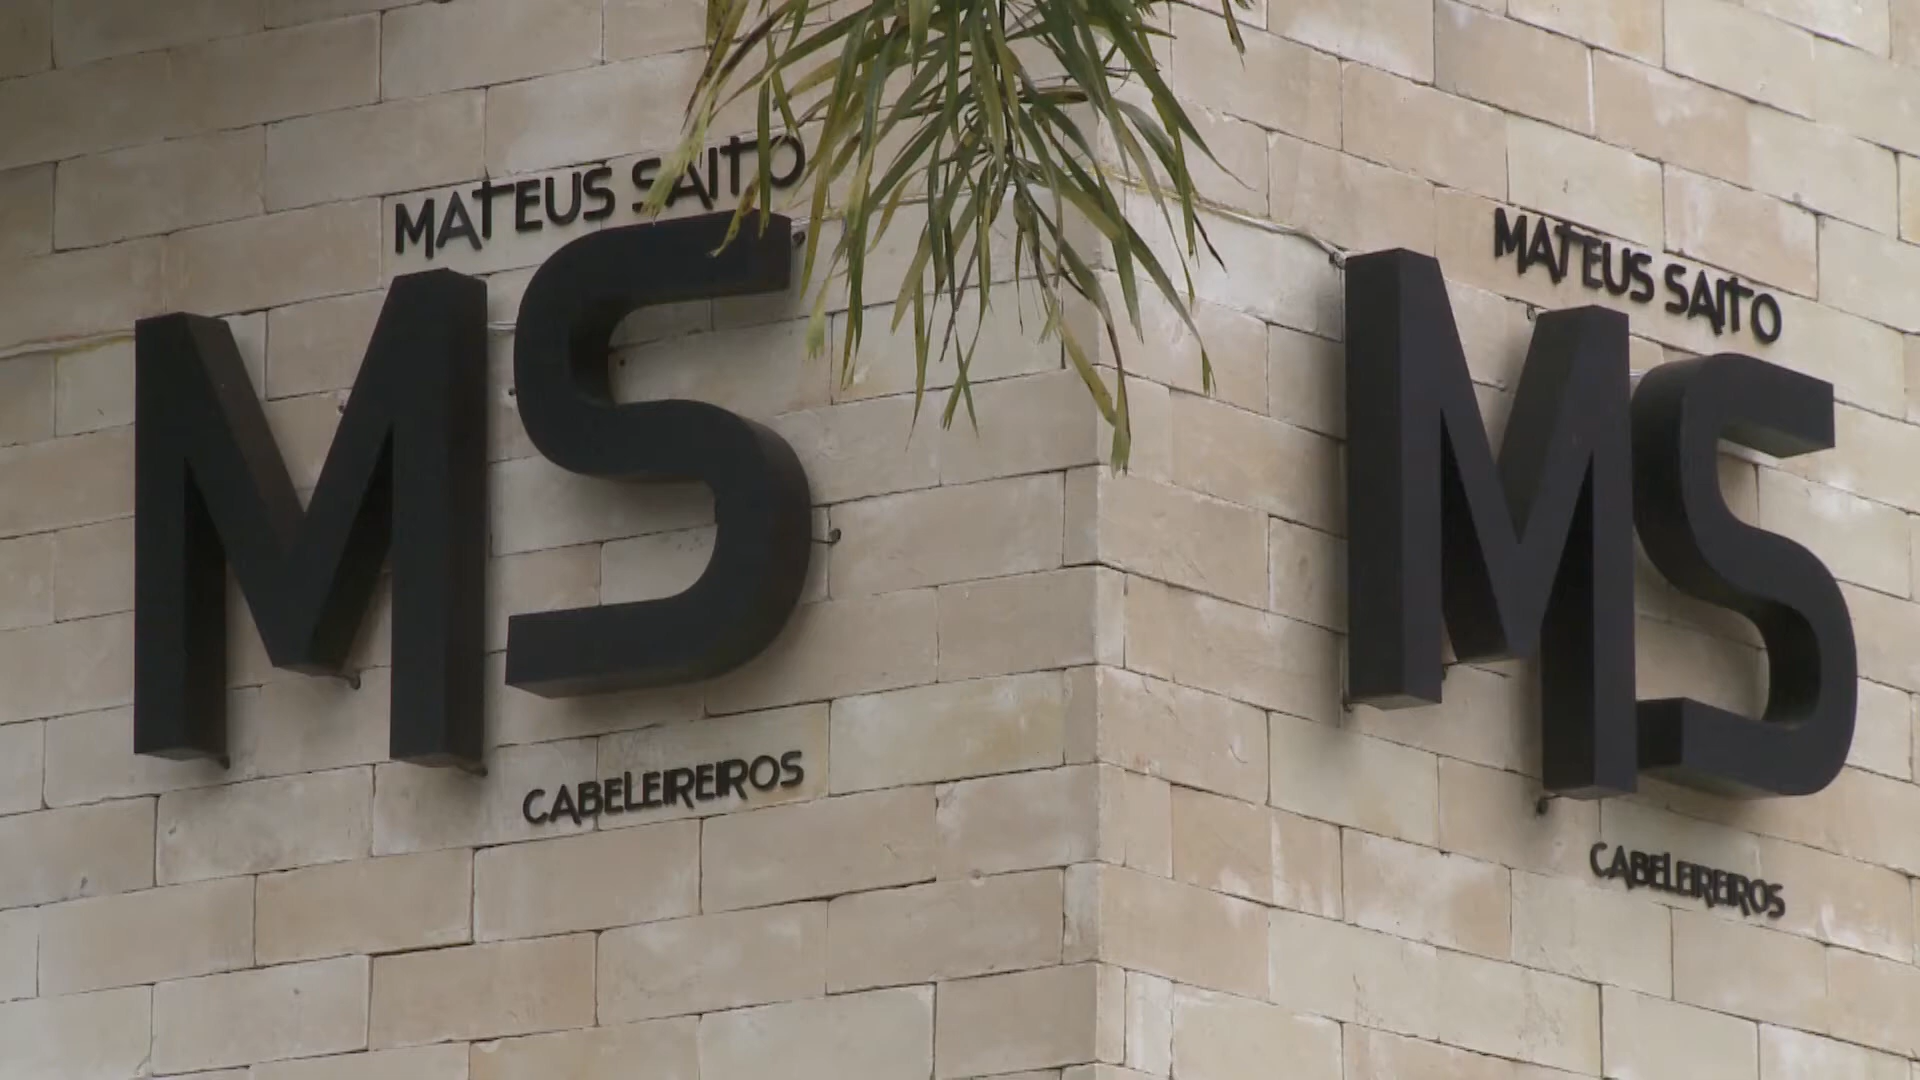 MATEUS SAITO
MS
CABELEIREIROS
MATEUS SAITO
MS
CABELEIREIROS